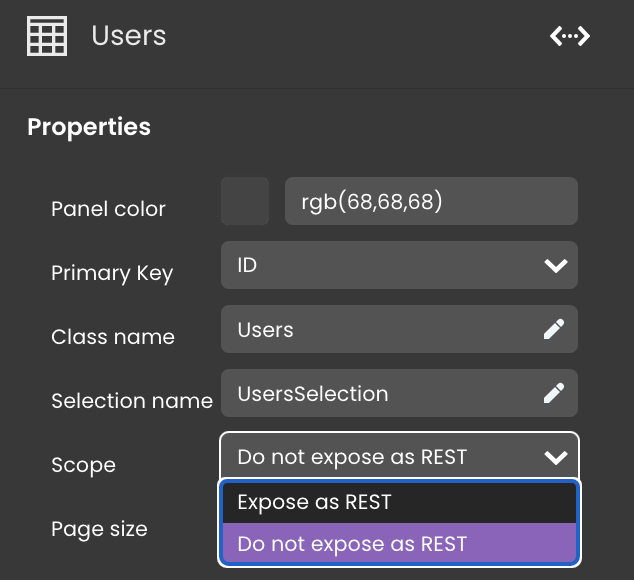 Users
Properties
Panel color rgb(68,68,68)
Primary Key ID
Class name Users
Selection name UsersSelection
Scope Do not expose as REST
Expose as REST
Page size Do not expose as REST